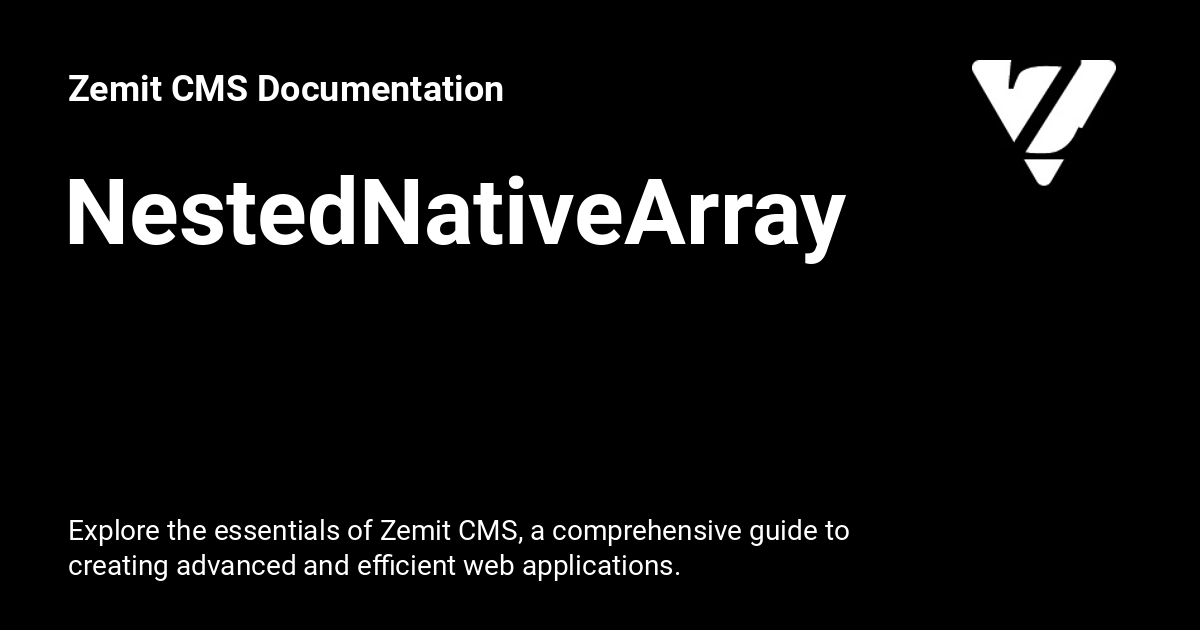 Zemit CMS Documentation
NestedNativeArray
Explore the essentials of Zemit CMS, a comprehensive guide to
creating advanced and efficient web applications.